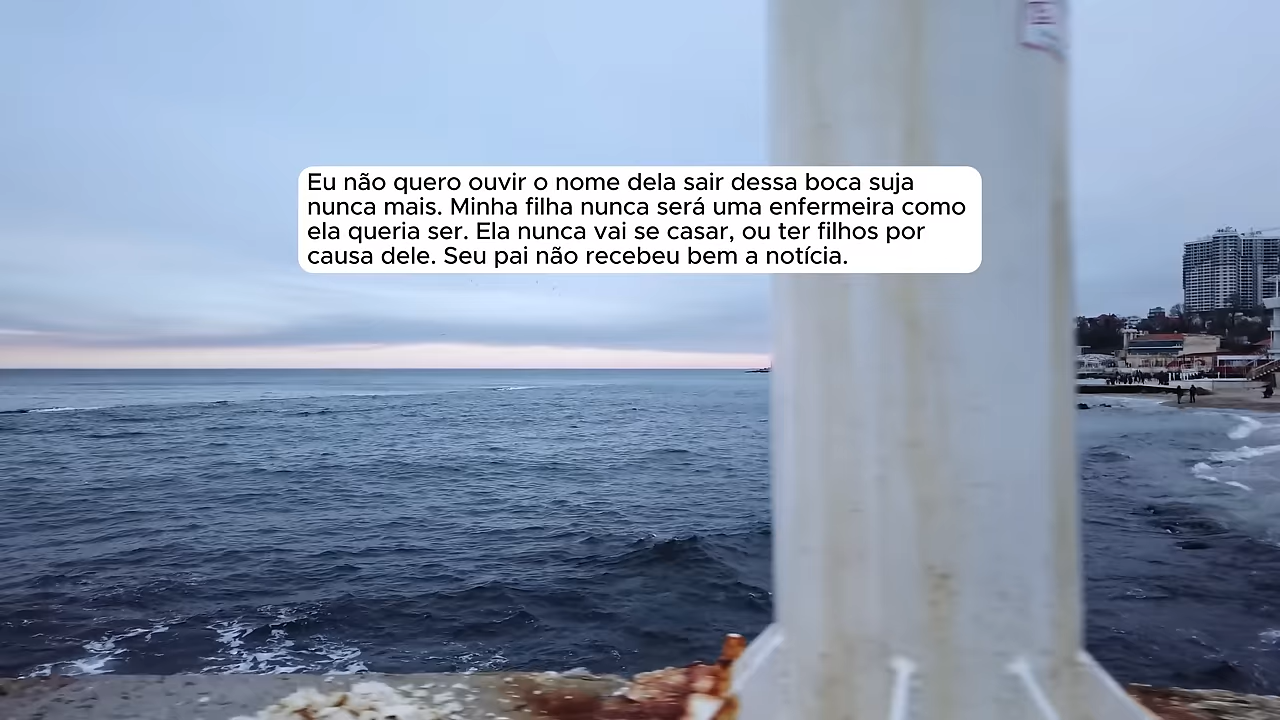 Eu não quero ouvir o nome dela sair dessa boca suja
nunca mais. Minha filha nunca será uma enfermeira como
ela queria ser. Ela nunca vai se casar, ou ter filhos por
causa dele. Seu pai não recebeu bem a notícia.